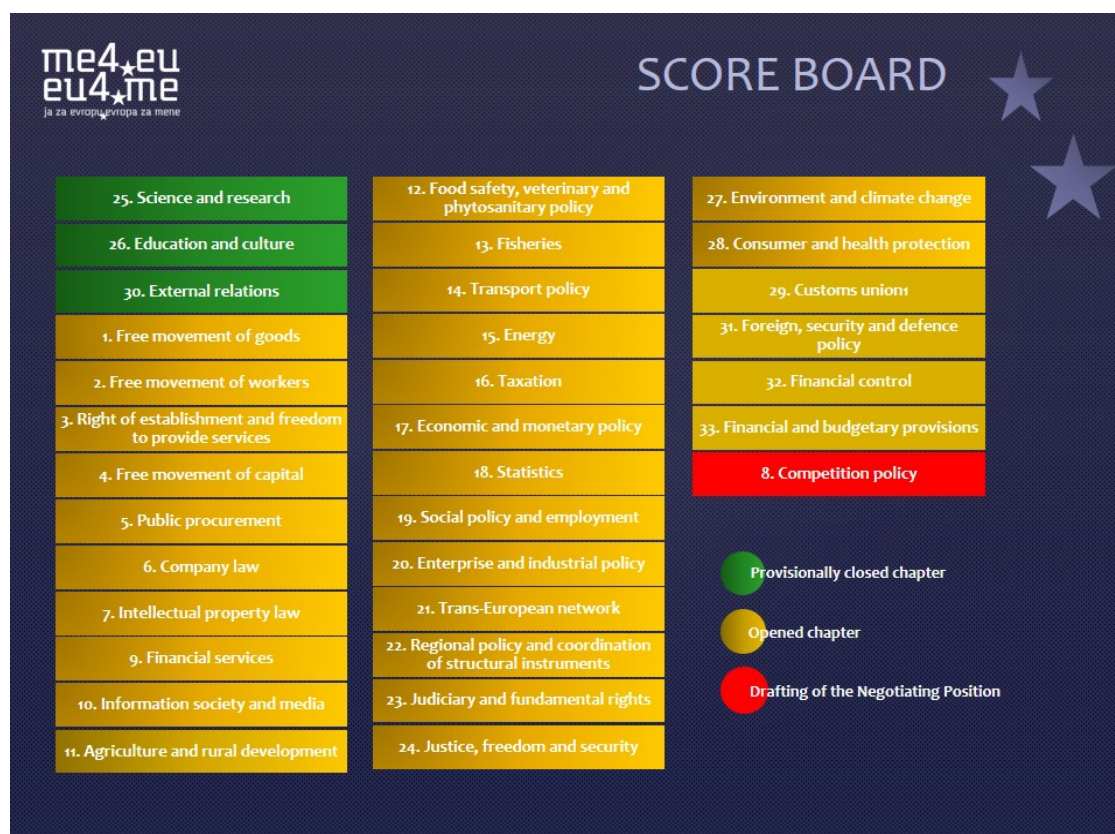 me4★eu
eu4★me
ja za evropu★evropa za mene
SCORE BOARD
25. Science and research
26. Education and culture
30. External relations
1. Free movement of goods
2. Free movement of workers
3. Right of establishment and freedom
to provide services
4. Free movement of capital
5. Public procurement
6. Company law
7. Intellectual property law
9. Financial services
10. Information society and media
11. Agriculture and rural development
12. Food safety, veterinary and
phytosanitary policy
13. Fisheries
14. Transport policy
15. Energy
16. Taxation
17. Economic and monetary policy
18. Statistics
19. Social policy and employment
20. Enterprise and industrial policy
21. Trans-European network
22. Regional policy and coordination
of structural instruments
23. Judiciary and fundamental rights
24. Justice, freedom and security
27. Environment and climate change
28. Consumer and health protection
29. Customs union1
31. Foreign, security and defence
policy
32. Financial control
33. Financial and budgetary provisions
8. Competition policy
Provisionally closed chapter
Opened chapter
Drafting of the Negotiating Position